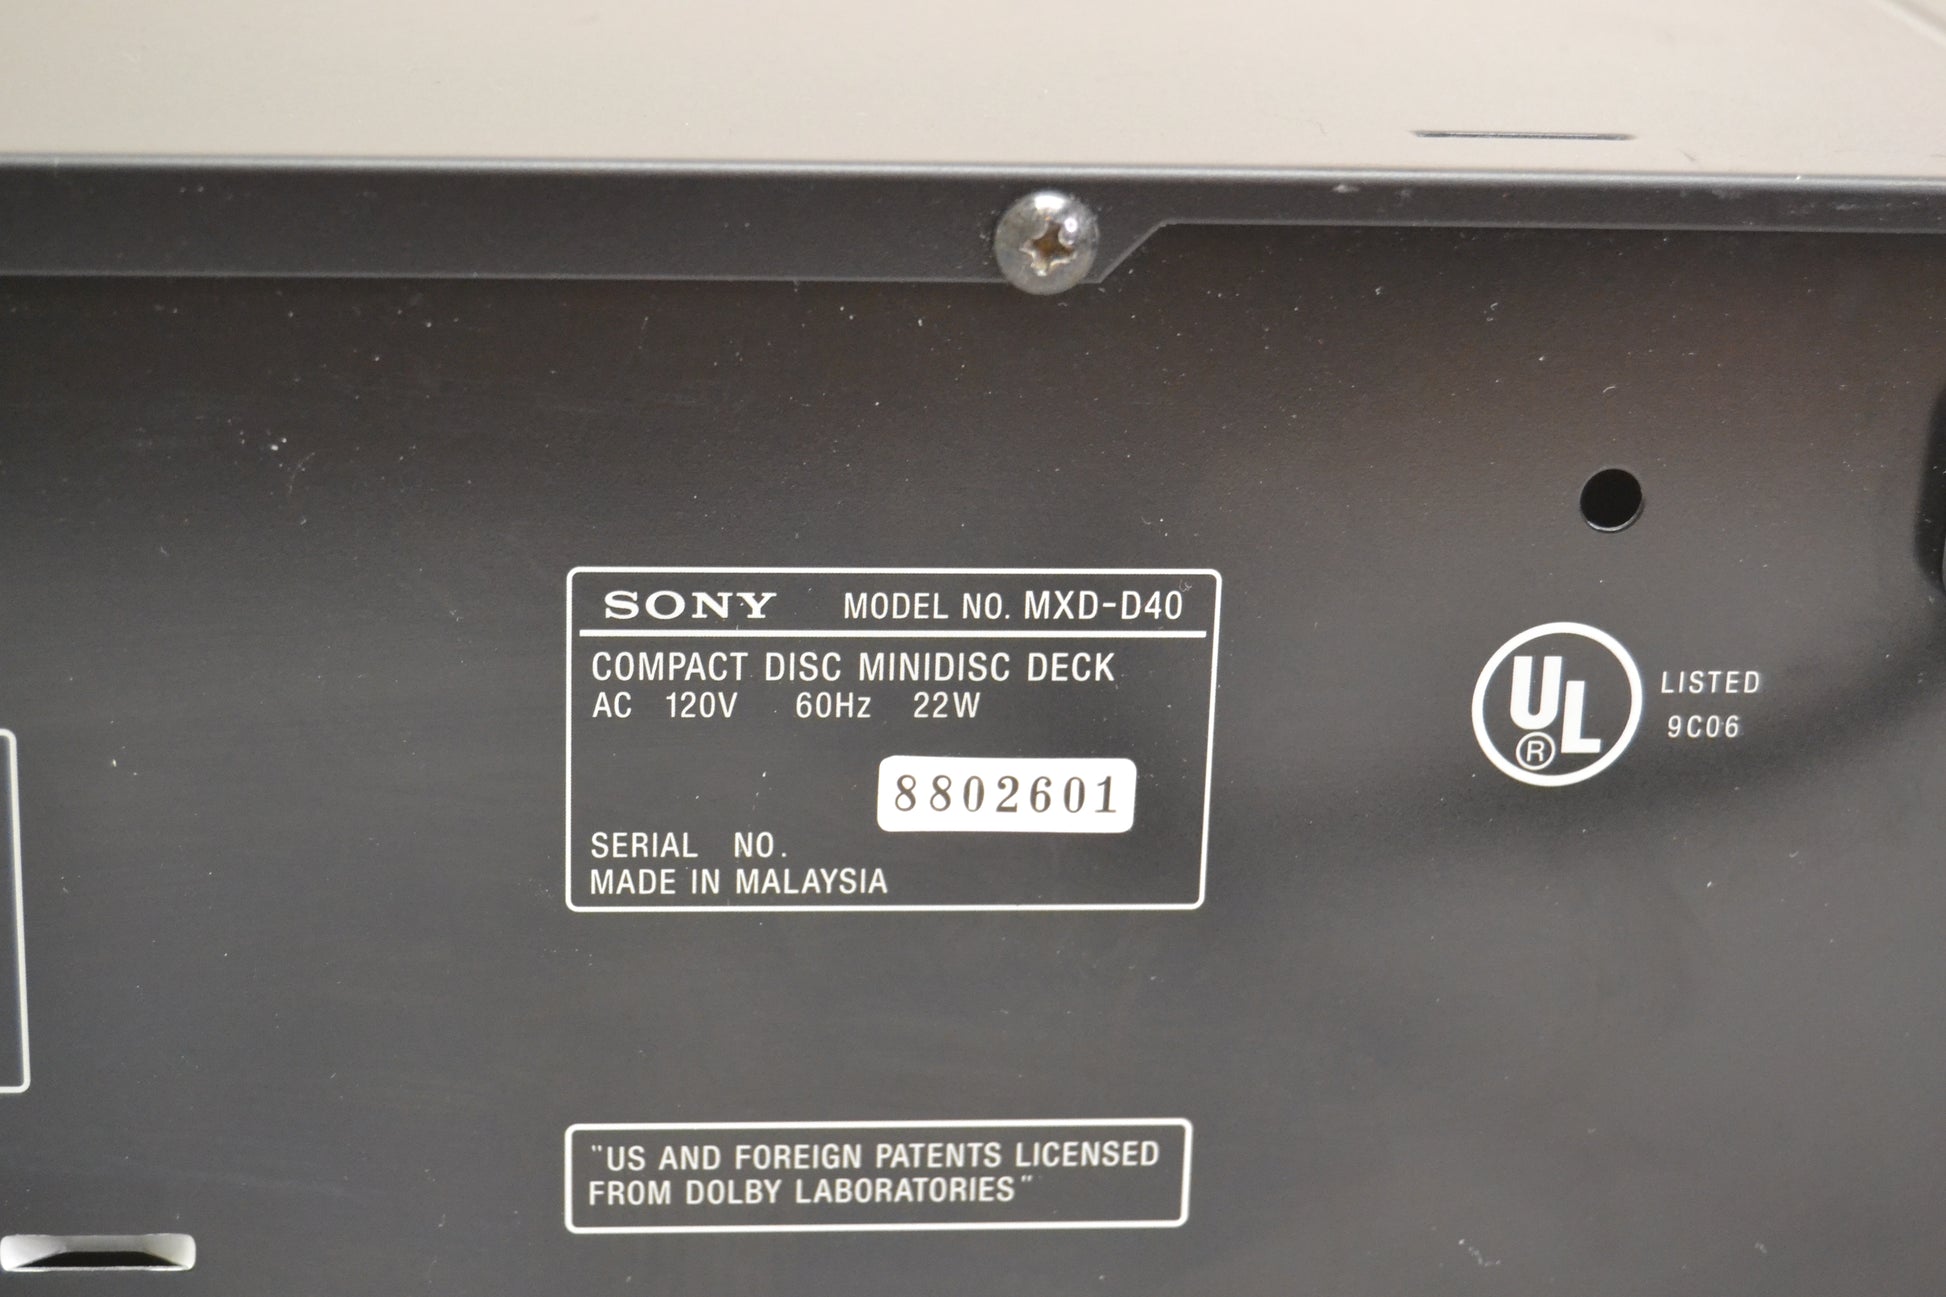 SONY MODEL NO. MXD-D40
COMPACT DISC MINIDISC DECK
AC 120V 60Hz 22W
8802601
SERIAL NO.
MADE IN MALAYSIA
UL ® LISTED
9C06
"US AND FOREIGN PATENTS LICENSED
FROM DOLBY LABORATORIES"